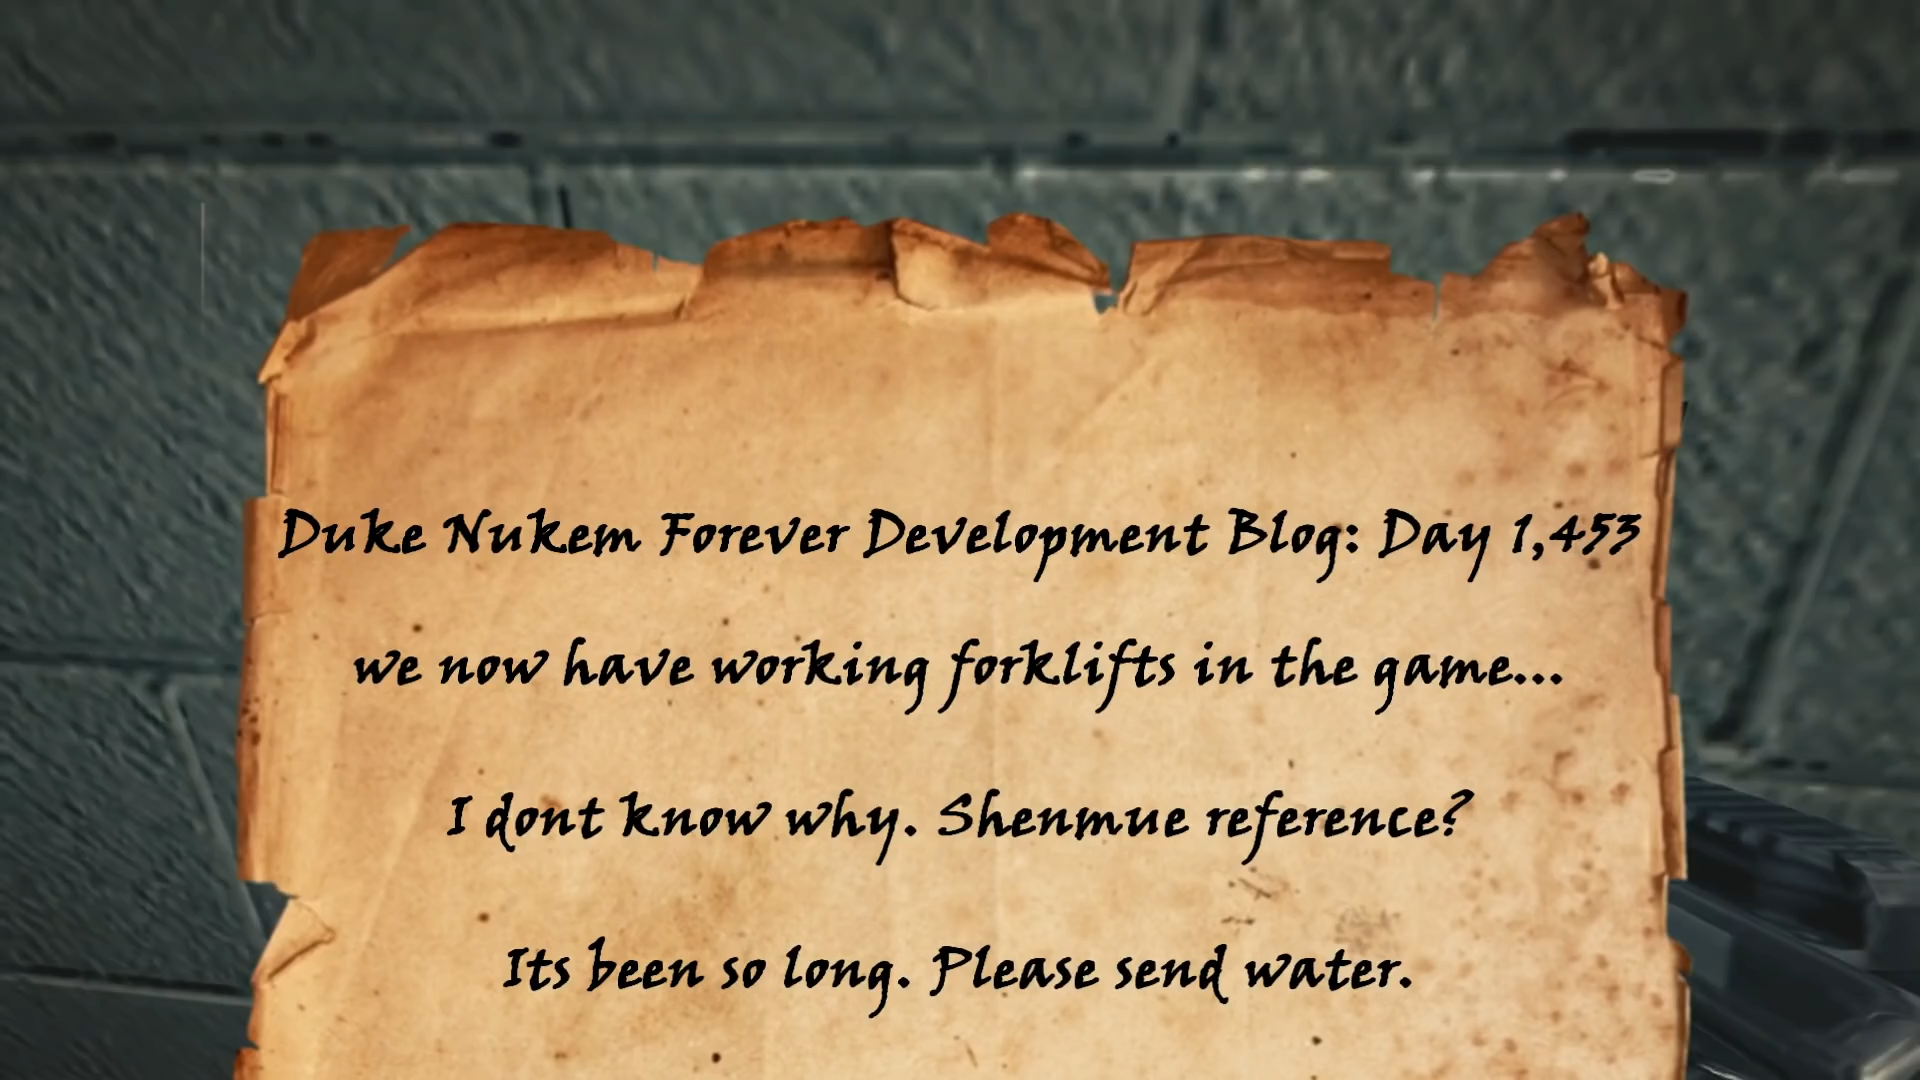 Duke Nukem Forever Development Blog: Day 1,453
we now have working forklifts in the game...
I dont know why. Shenmue reference?
Its been so long. Please send water.